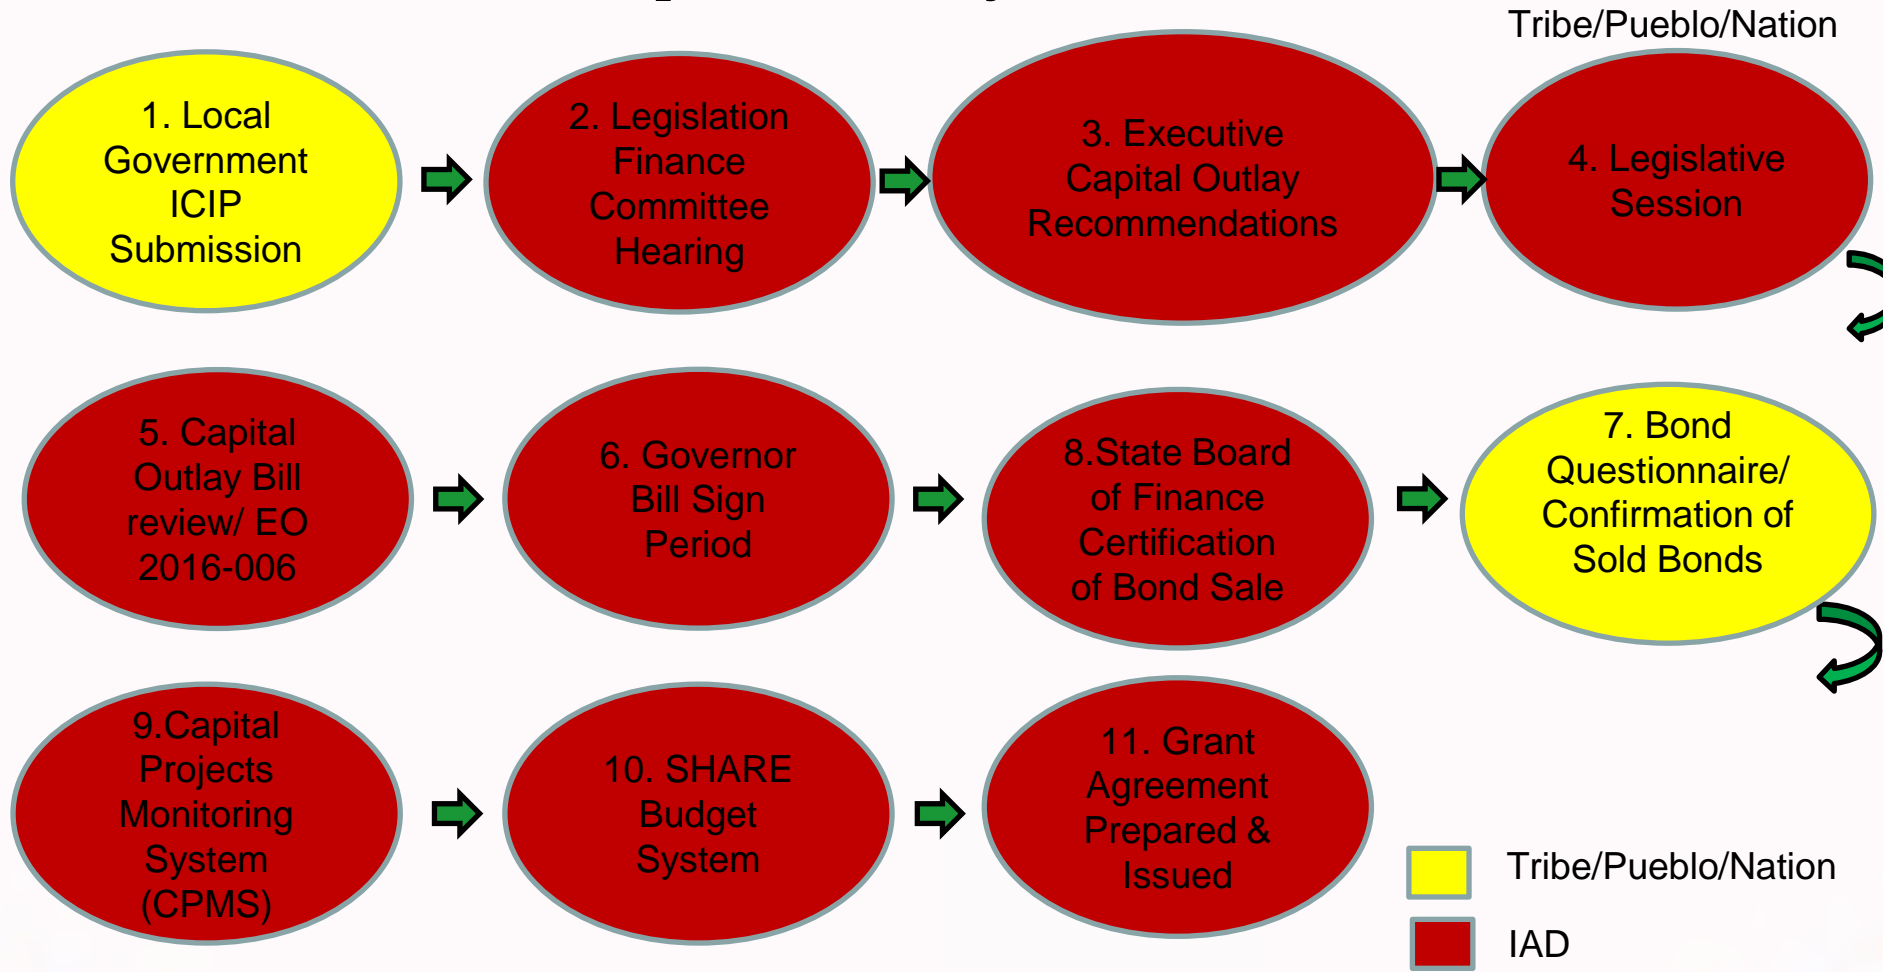 Tribe/Pueblo/Nation
1. Local
Government
ICIP
Submission
2. Legislation
Finance
Committee
Hearing
3. Executive
Capital Outlay
Recommendations
4. Legislative
Session
5. Capital
Outlay Bill
review/ EO
2016-006
6. Governor
Bill Sign
Period
8.State Board
of Finance
Certification
of Bond Sale
7. Bond
Questionnaire/
Confirmation of
Sold Bonds
9.Capital
Projects
Monitoring
System
(CPMS)
10. SHARE
Budget
System
11. Grant
Agreement
Prepared &
Issued
Tribe/Pueblo/Nation
IAD